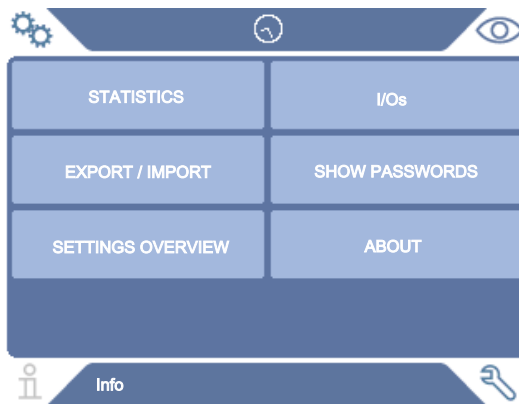 STATISTICS
I/Os
EXPORT / IMPORT
SHOW PASSWORDS
SETTINGS OVERVIEW
ABOUT
Info